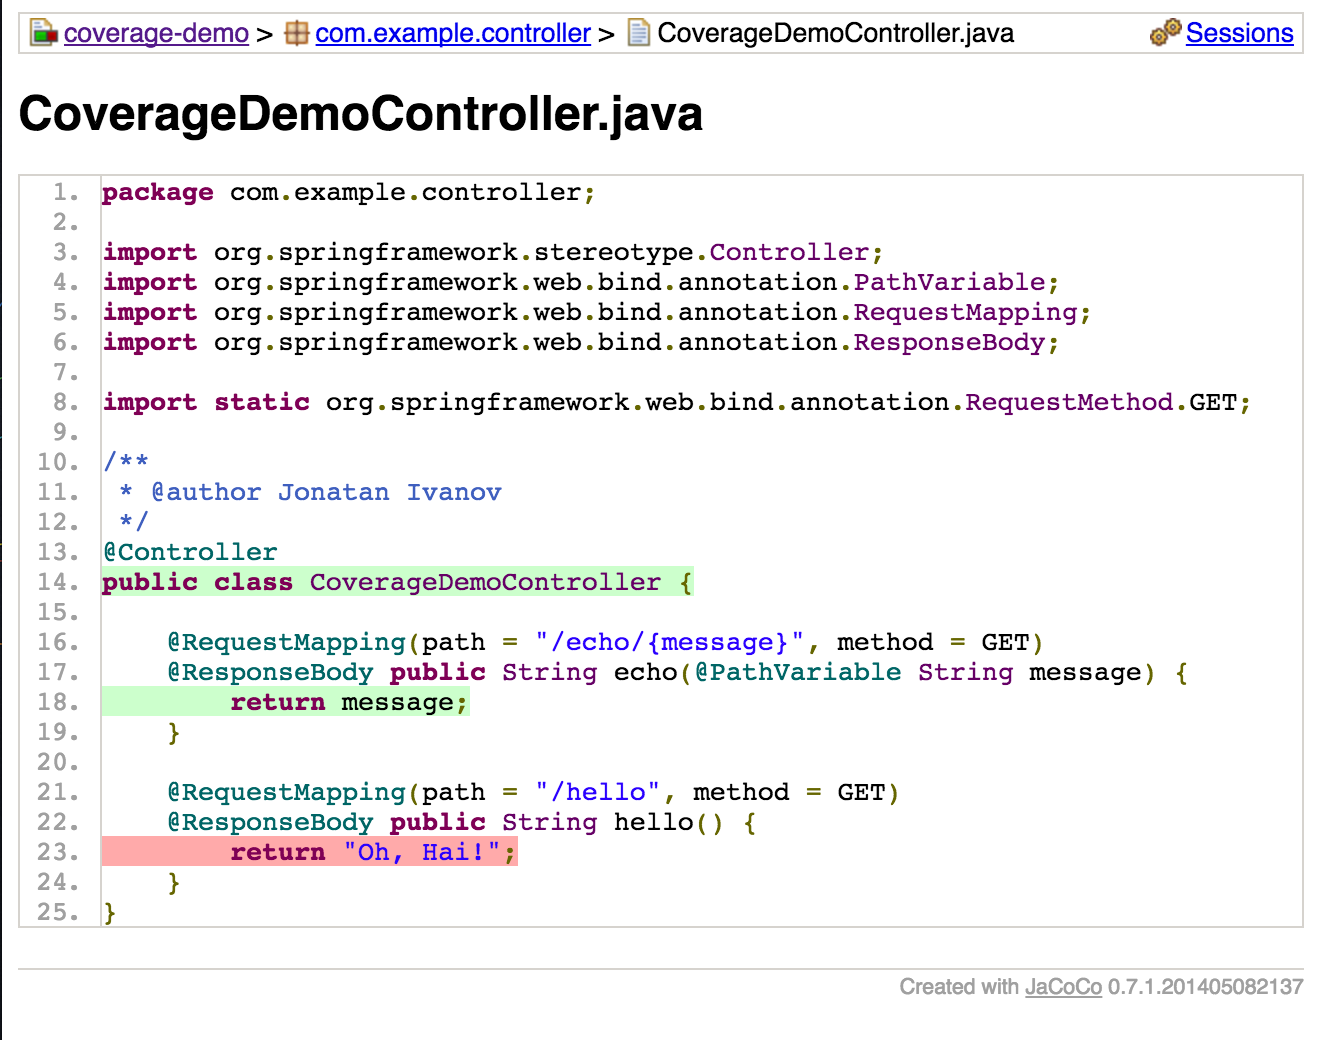 coverage-demo > com.example.controller > CoverageDemoController.java Sessions
CoverageDemoController.java
1. package com.example.controller;
2.
3. import org.springframework.stereotype.Controller;
4. import org.springframework.web.bind.annotation.PathVariable;
5. import org.springframework.web.bind.annotation.RequestMapping;
6. import org.springframework.web.bind.annotation.ResponseBody;
7.
8. import static org.springframework.web.bind.annotation.RequestMethod.GET;
9.
10. /**
11.  * @author Jonatan Ivanov
12.  */
13. @Controller
14. public class CoverageDemoController {
15.
16.     @RequestMapping(path = "/echo/{message}", method = GET)
17.     @ResponseBody public String echo(@PathVariable String message) {
18.         return message;
19.     }
20.
21.     @RequestMapping(path = "/hello", method = GET)
22.     @ResponseBody public String hello() {
23.         return "Oh, Hai!";
24.     }
25. }
Created with JaCoCo 0.7.1.201405082137